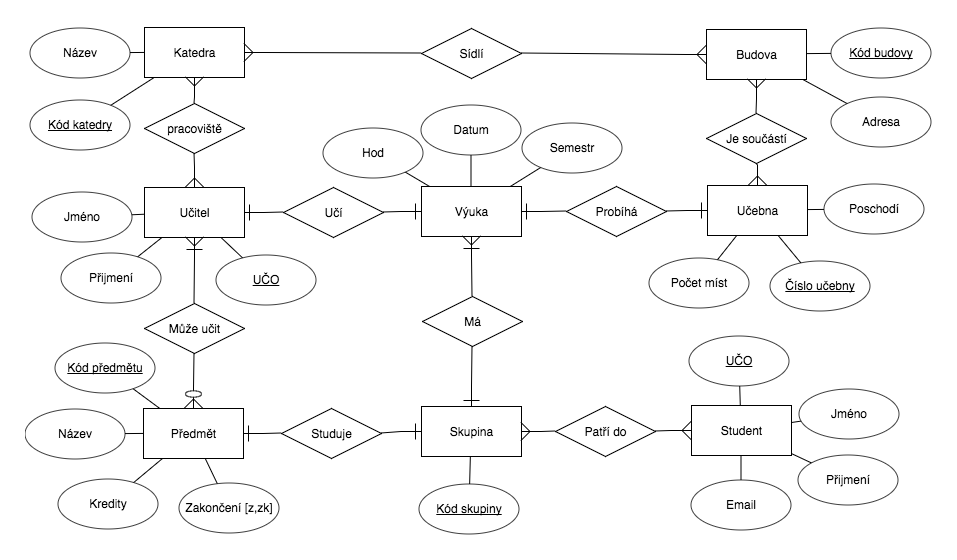 Název
Katedra
Sídlí
Budova
Kód budovy
Kód katedry
pracoviště
Hod
Datum
Semestr
Je součástí
Adresa
Jméno
Učitel
Učí
Výuka
Probíhá
Učebna
Poschodí
Přijmení
UČO
Počet míst
Číslo učebny
Může učit
Má
Kód předmětu
UČO
Název
Předmět
Studuje
Skupina
Patří do
Student
Jméno
Kredity
Zakončení [z,zk]
Kód skupiny
Email
Přijmení